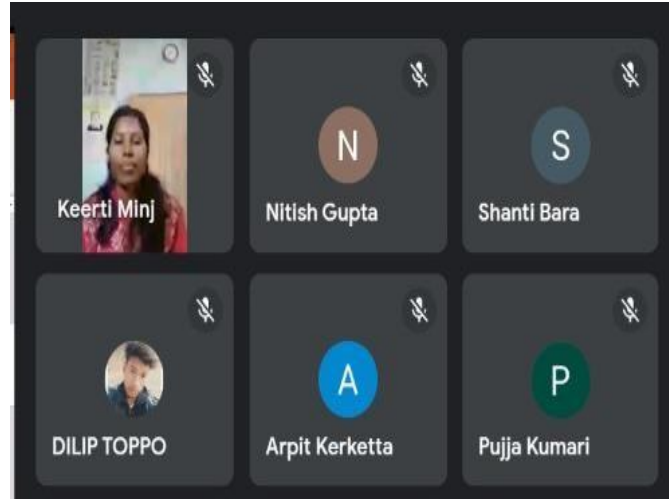 Keerti Minj
N
Nitish Gupta
S
Shanti Bara
DILIP TOPPO
A
Arpit Kerketta
P
Pujja Kumari